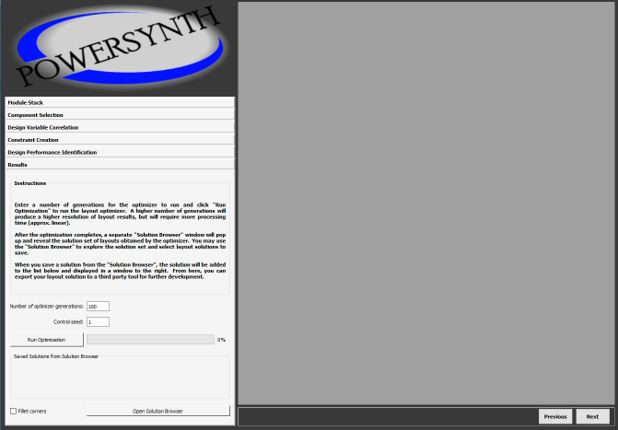 POWERSYNTH
Module Stack
Component Selection
Design Variable Correlation
Constraint Creation
Design Performance Identification
Results
Instructions
Enter a number of generations for the optimizer to run and click "Run
Optimization" to run the layout optimizer. A higher number of generations will
produce a higher resolution of layout results, but will require more processing
time (approx. linear).
After the optimization completes, a separate "Solution Browser" window will pop
up and reveal the solution set of layouts obtained by the optimizer. You may use
the "Solution Browser" to explore the solution set and select layout solutions to
save.
When you save a solution from the "Solution Browser", the solution will be added
to the list below and displayed in a window to the right. From here, you can
export your layout solution to a third party tool for further development.
Number of optimizer generations: 100
Control seed: 1
Run Optimization 0%
Saved Solutions from Solution Browser
Fillet corners Open Solution Browser
Previous Next